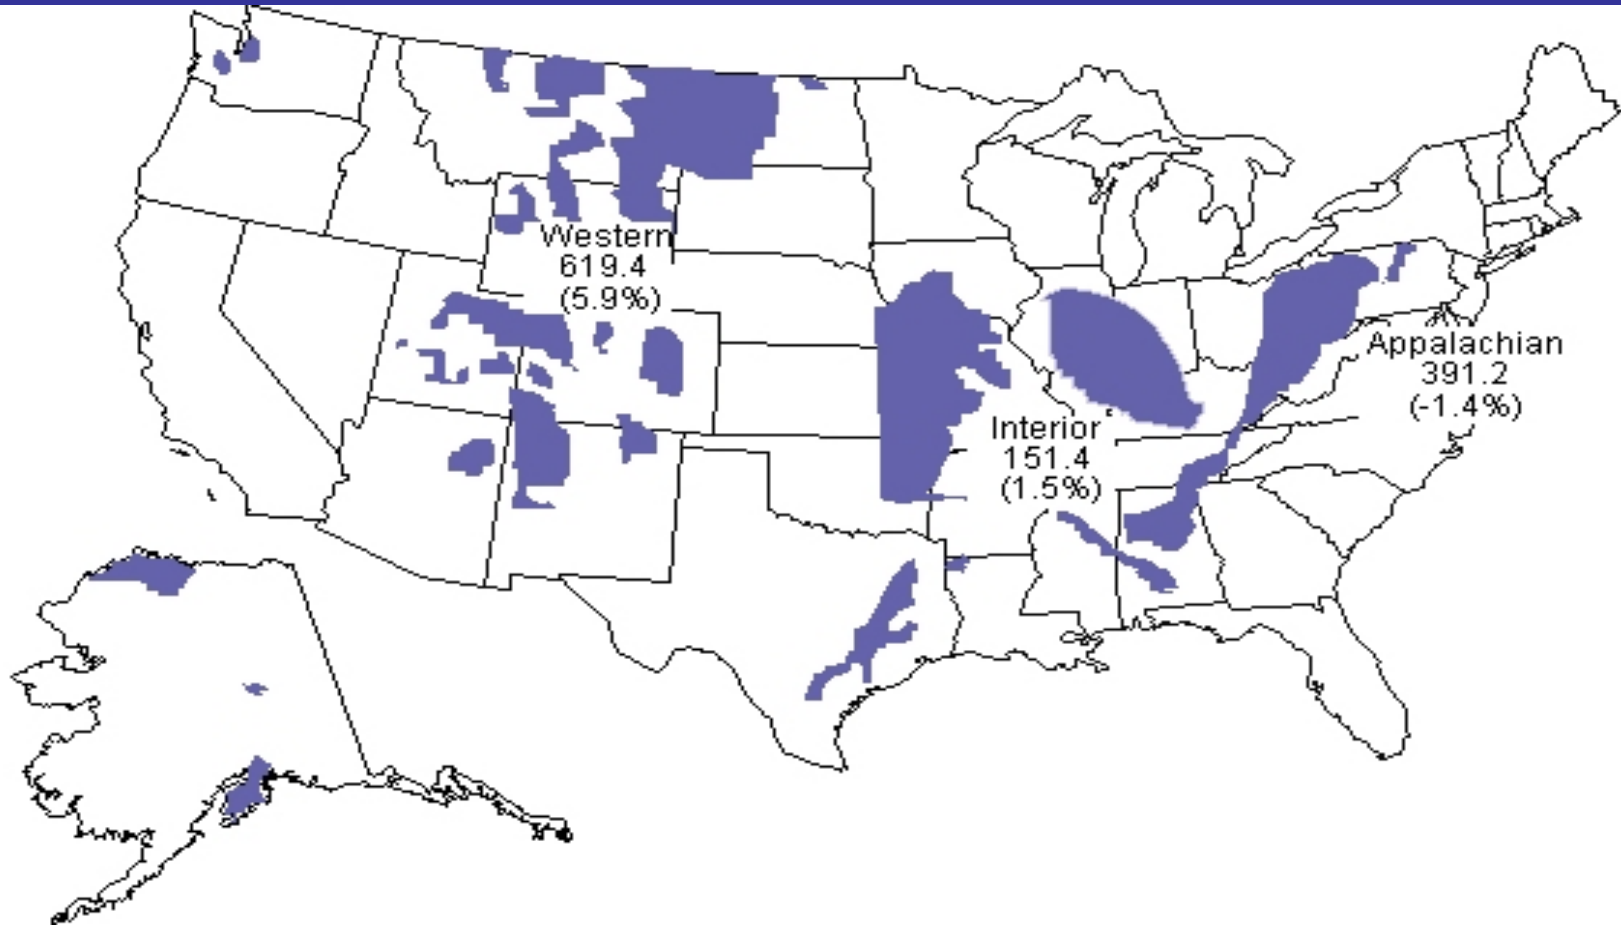 Western
619.4
(5.9%)
Appalachian
391.2
(-1.4%)
Interior
151.4
(1.5%)